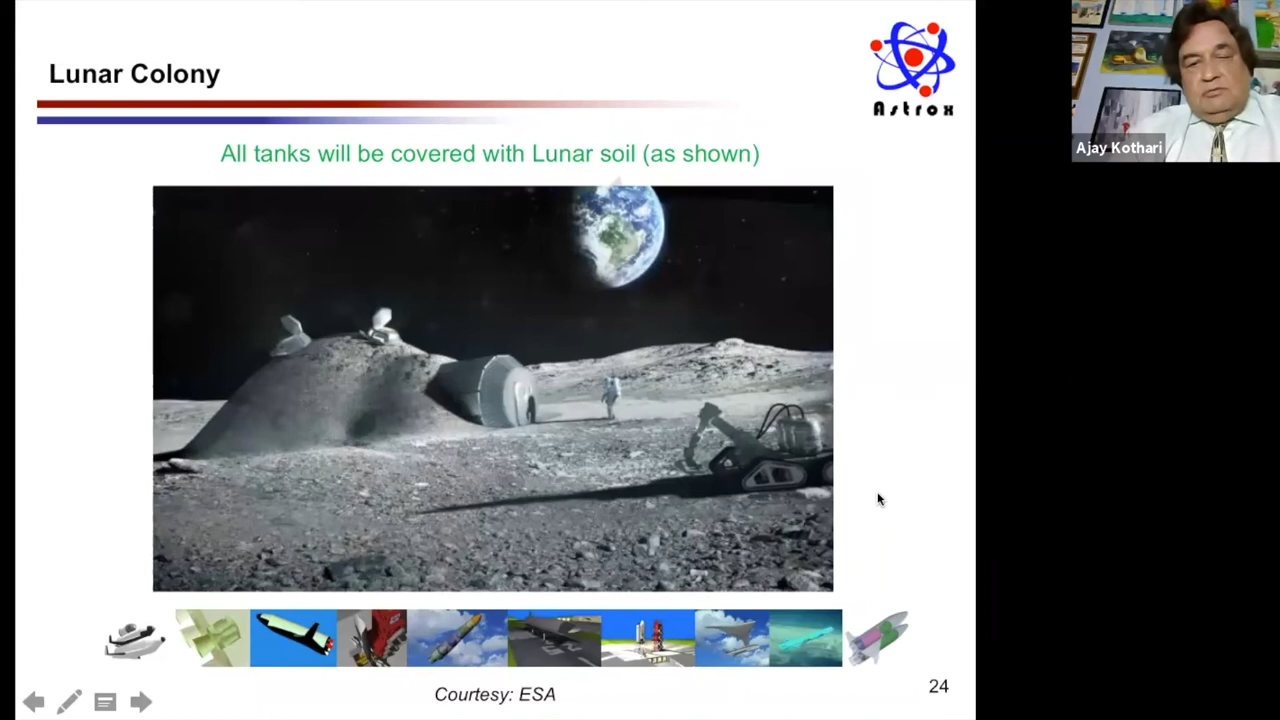 Lunar Colony
Astrox
All tanks will be covered with Lunar soil (as shown)
Courtesy: ESA
24
Ajay Kothari